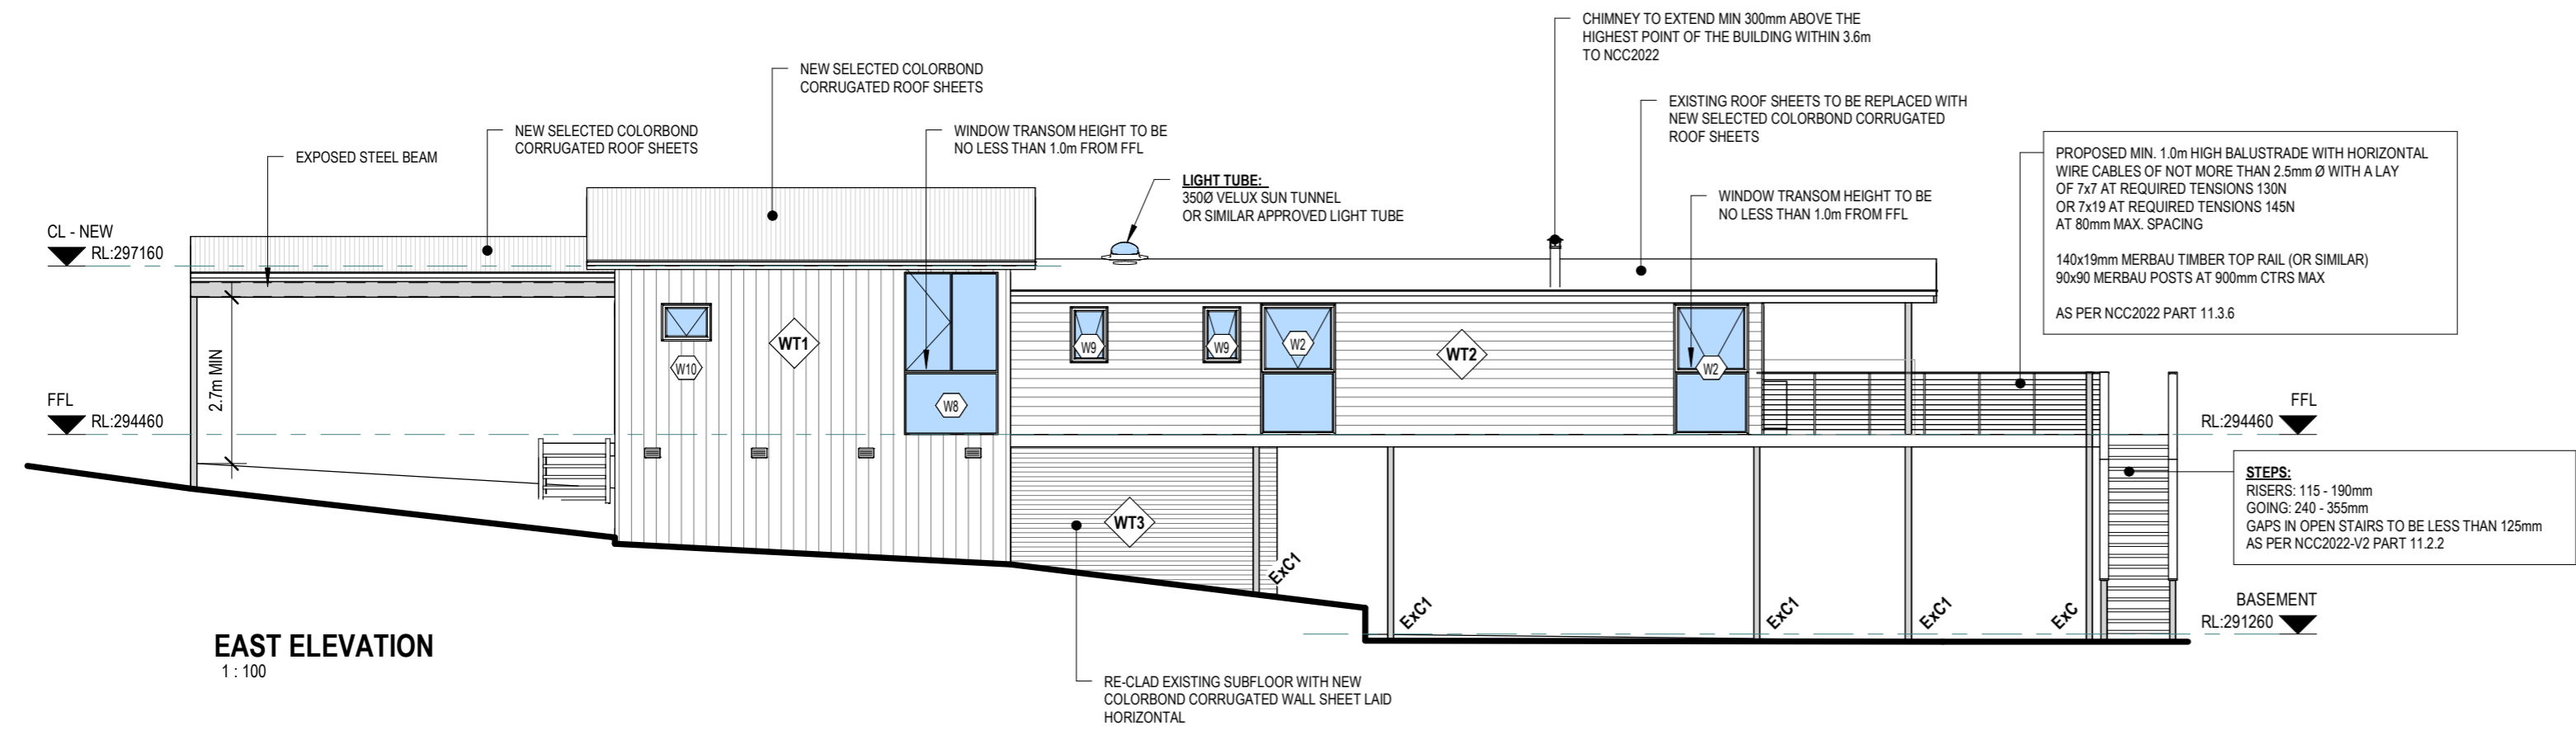 CHIMNEY TO EXTEND MIN 300mm ABOVE THE
HIGHEST POINT OF THE BUILDING WITHIN 3.6m
TO NCC2022
NEW SELECTED COLORBOND
CORRUGATED ROOF SHEETS
EXISTING ROOF SHEETS TO BE REPLACED WITH
NEW SELECTED COLORBOND CORRUGATED
ROOF SHEETS
NEW SELECTED COLORBOND
CORRUGATED ROOF SHEETS
WINDOW TRANSOM HEIGHT TO BE
NO LESS THAN 1.0m FROM FFL
EXPOSED STEEL BEAM
LIGHT TUBE:
350Ø VELUX SUN TUNNEL
OR SIMILAR APPROVED LIGHT TUBE
WINDOW TRANSOM HEIGHT TO BE
NO LESS THAN 1.0m FROM FFL
PROPOSED MIN. 1.0m HIGH BALUSTRADE WITH HORIZONTAL
WIRE CABLES OF NOT MORE THAN 2.5mm Ø WITH A LAY
OF 7x7 AT REQUIRED TENSIONS 130N
OR 7x19 AT REQUIRED TENSIONS 145N
AT 80mm MAX. SPACING
140x19mm MERBAU TIMBER TOP RAIL (OR SIMILAR)
90x90 MERBAU POSTS AT 900mm CTRS MAX
AS PER NCC2022 PART 11.3.6
CL - NEW
RL:297160
2.7m MIN
W10
WT1
W8
W9
W9
W2
WT2
W2
FFL
RL:294460
FFL
RL:294460
STEPS:
RISERS: 115 - 190mm
GOING: 240 - 355mm
GAPS IN OPEN STAIRS TO BE LESS THAN 125mm
AS PER NCC2022-V2 PART 11.2.2
WT3
ExC1
ExC1
ExC1
ExC1
ExC
BASEMENT
RL:291260
EAST ELEVATION
1 : 100
RE-CLAD EXISTING SUBFLOOR WITH NEW
COLORBOND CORRUGATED WALL SHEET LAID
HORIZONTAL